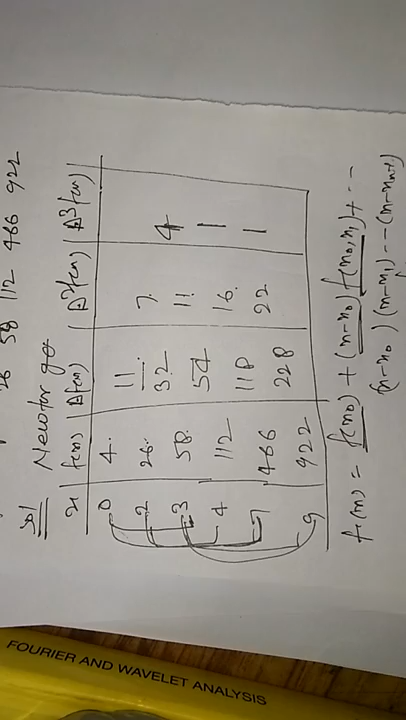 26 58 112 466 922
sol Newton
x f(x) Δf(x) Δ²f(x) Δ³f(x)
0 4
11
2 26 7
32 4
3 58 11
54 1
4 112 16
118 1
7 466 22
228
9 922
f(x) = f(x₀) + (x-x₀) f(x₀,x₁) + ---
(x-x₀) (x-x₁) --- (x-xₙ₊₁)
FOURIER AND WAVELET ANALYSIS